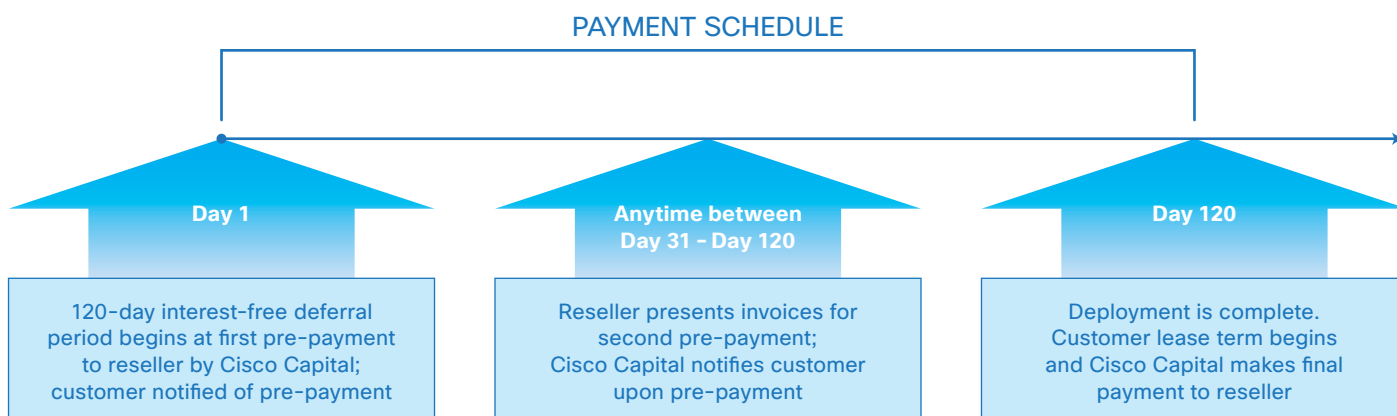 PAYMENT SCHEDULE
Day 1
120-day interest-free deferral
period begins at first pre-payment
to reseller by Cisco Capital;
customer notified of pre-payment
Anytime between
Day 31 – Day 120
Reseller presents invoices for
second pre-payment;
Cisco Capital notifies customer
upon pre-payment
Day 120
Deployment is complete.
Customer lease term begins
and Cisco Capital makes final
payment to reseller